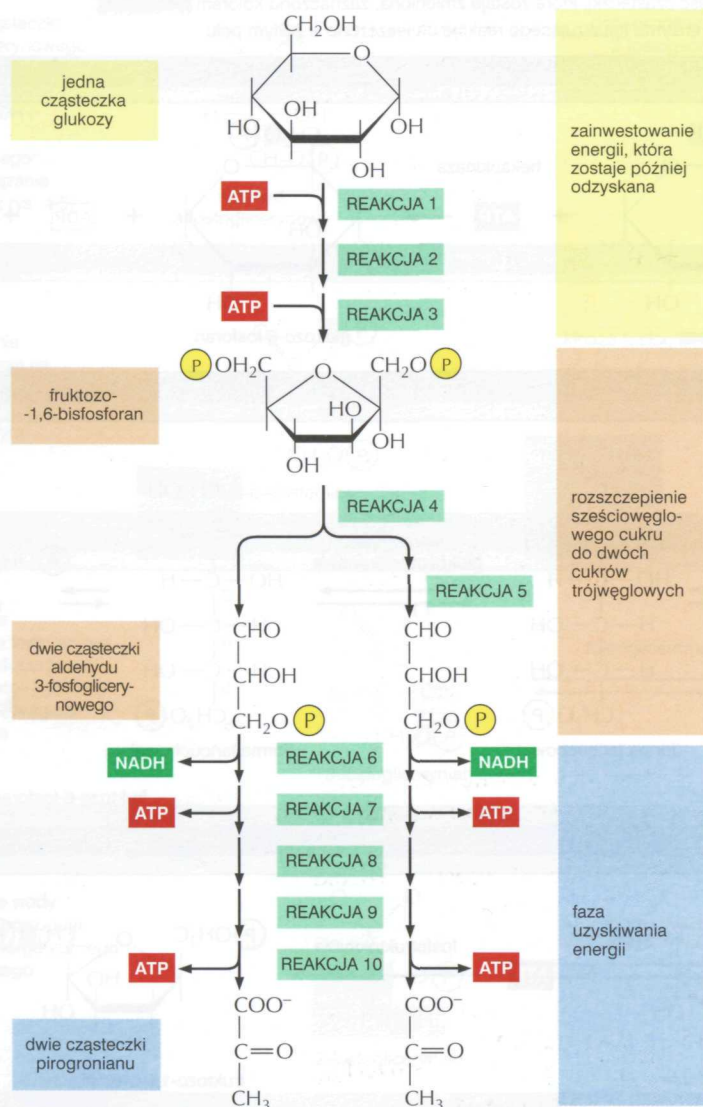 CH₂OH
O
OH
OH
OH
OH
jedna
cząsteczka
glukozy
zainwestowanie
energii, która
zostaje później
odzyskana
ATP
REAKCJA 1
REAKCJA 2
ATP
REAKCJA 3
P OH₂C
O
CH₂O P
HO
OH
OH
fruktozo-
-1,6-bisfosforan
REAKCJA 4
rozszczepienie
sześciowęglo-
wego cukru
do dwóch
cukrów
trójwęglowych
REAKCJA 5
CHO
CHOH
CH₂O P
CHO
CHOH
CH₂O P
dwie cząsteczki
aldehydu
3-fosfoglicery-
nowego
NADH
REAKCJA 6
NADH
ATP
REAKCJA 7
ATP
REAKCJA 8
REAKCJA 9
ATP
REAKCJA 10
ATP
faza
uzyskiwania
energii
COO⁻
C=O
CH₃
COO⁻
C=O
CH₃
dwie cząsteczki
pirogronianu